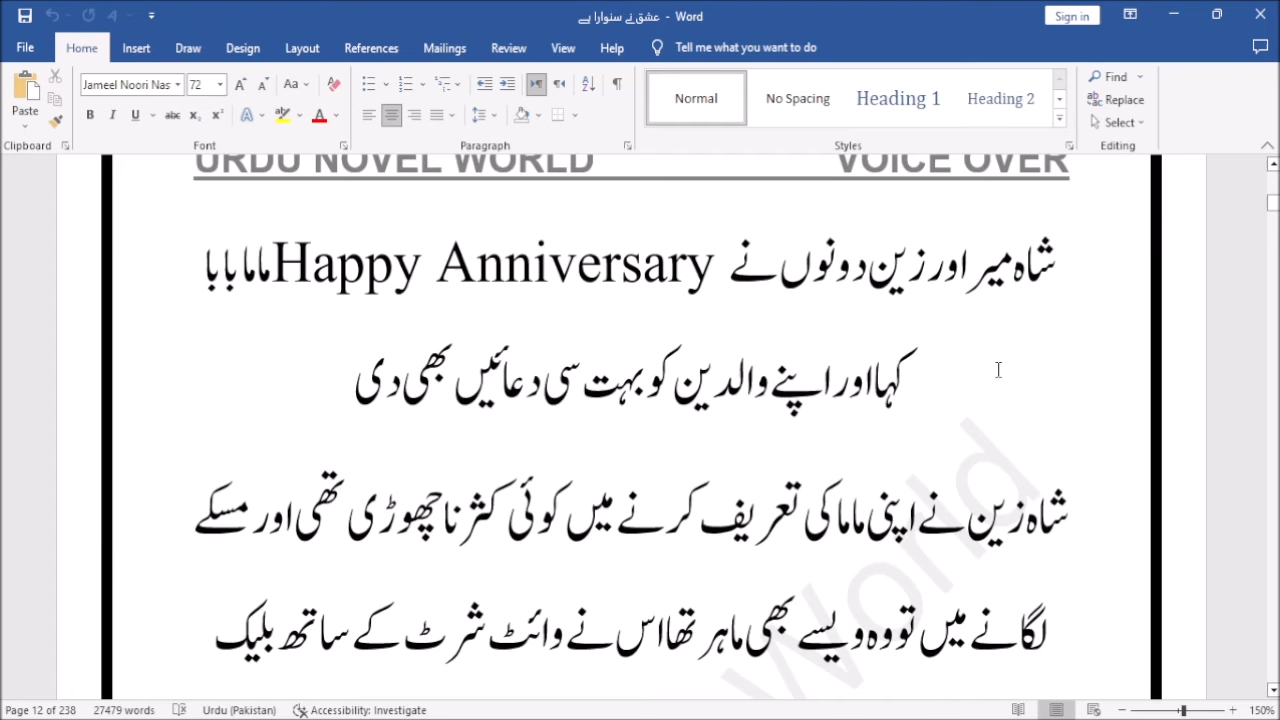 عشق نے سنوارا ہے - Word
Sign in
File Home Insert Draw Design Layout References Mailings Review View Help Tell me what you want to do
Paste
Jameel Noori Nas 72
Normal
No Spacing
Heading 1
Heading 2
Find
Replace
Select
Clipboard Font Paragraph Styles Editing
URDU NOVEL WORLD VOICE OVER
شاہ میر اور زین دونوں نے Happy Anniversary ماما بابا
کہا اور اپنے والدین کو بہت سی دعائیں بھی دی
شاہ زین نے اپنی ماما کی تعریف کرنے میں کوئی کثر نا چھوڑی تھی اور مسکے
لگانے میں تو وہ ویسے بھی ماہر تھا اس نے وائٹ شرٹ کے ساتھ بلیک
World
Page 12 of 238 27479 words Urdu (Pakistan) Accessibility: Investigate 150%